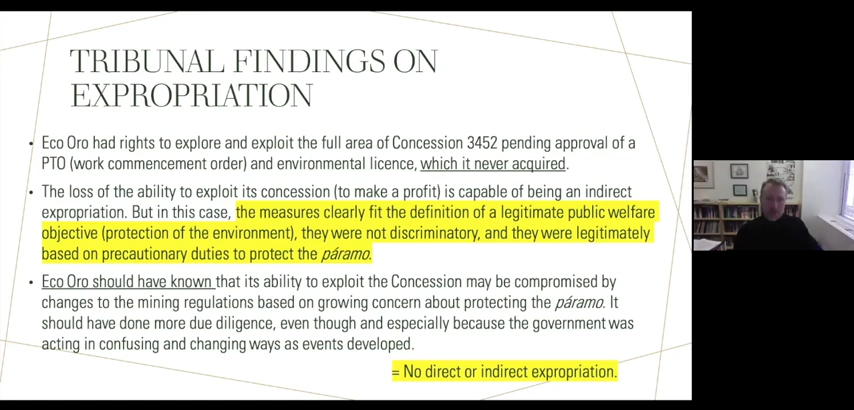 TRIBUNAL FINDINGS ON
EXPROPRIATION
• Eco Oro had rights to explore and exploit the full area of Concession 3452 pending approval of a
PTO (work commencement order) and environmental licence, which it never acquired.
• The loss of the ability to exploit its concession (to make a profit) is capable of being an indirect
expropriation. But in this case, the measures clearly fit the definition of a legitimate public welfare
objective (protection of the environment), they were not discriminatory, and they were legitimately
based on precautionary duties to protect the páramo.
• Eco Oro should have known that its ability to exploit the Concession may be compromised by
changes to the mining regulations based on growing concern about protecting the páramo. It
should have done more due diligence, even though and especially because the government was
acting in confusing and changing ways as events developed.
= No direct or indirect expropriation.